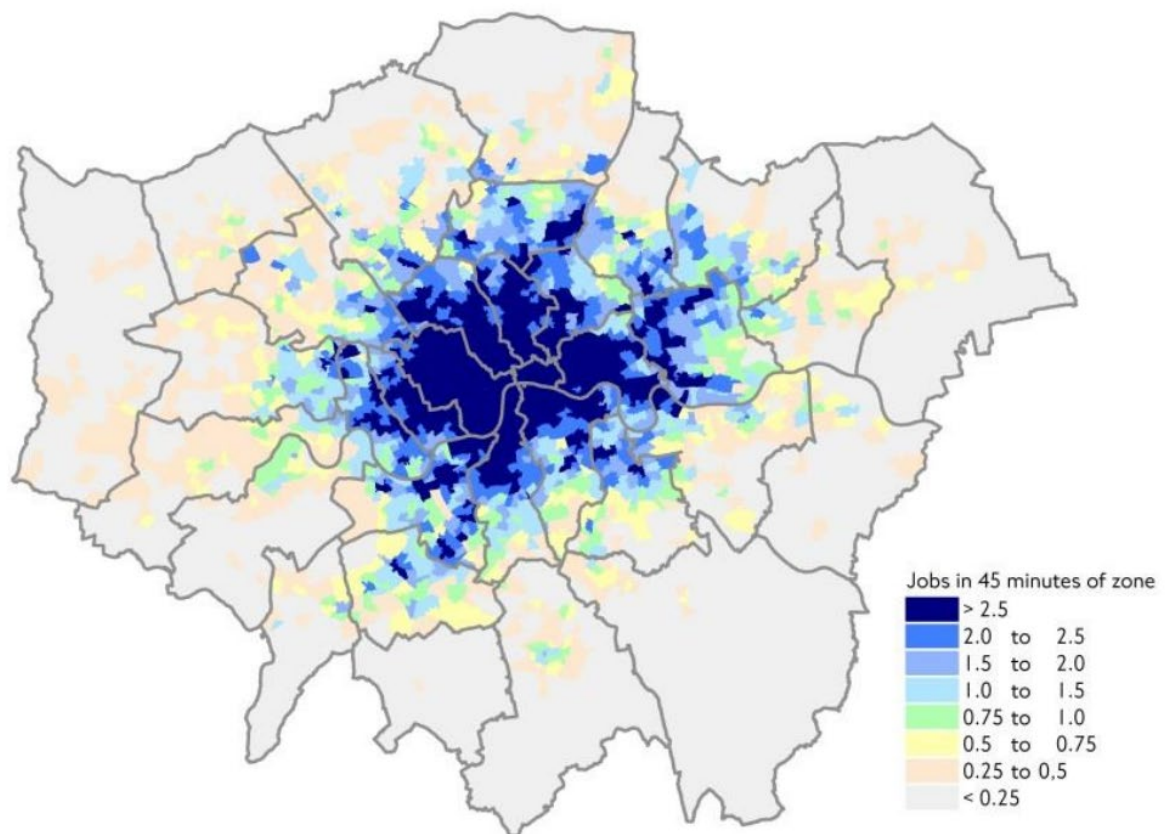 Jobs in 45 minutes of zone
> 2.5
2.0 to 2.5
1.5 to 2.0
1.0 to 1.5
0.75 to 1.0
0.5 to 0.75
0.25 to 0,5
< 0.25